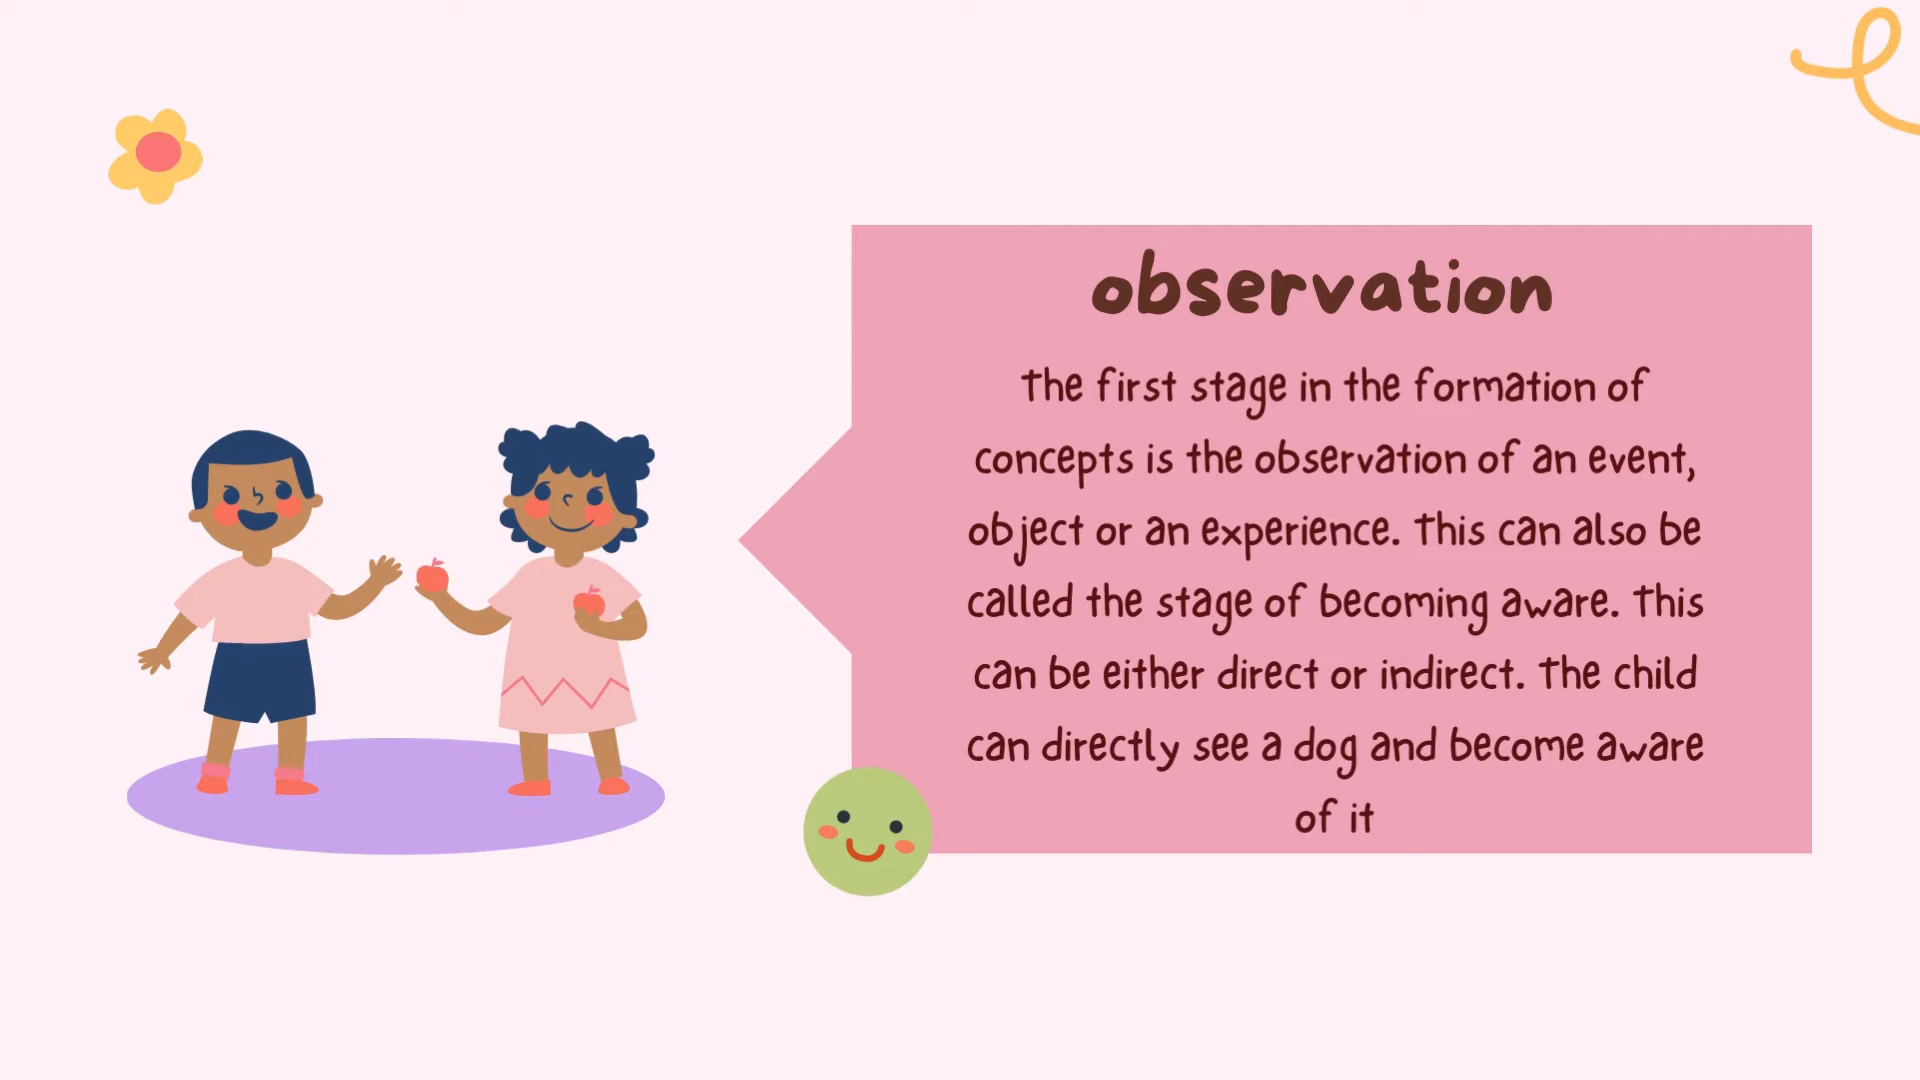 observation
The first stage in the formation of
concepts is the observation of an event,
object or an experience. This can also be
called the stage of becoming aware. This
can be either direct or indirect. The child
can directly see a dog and become aware
of it